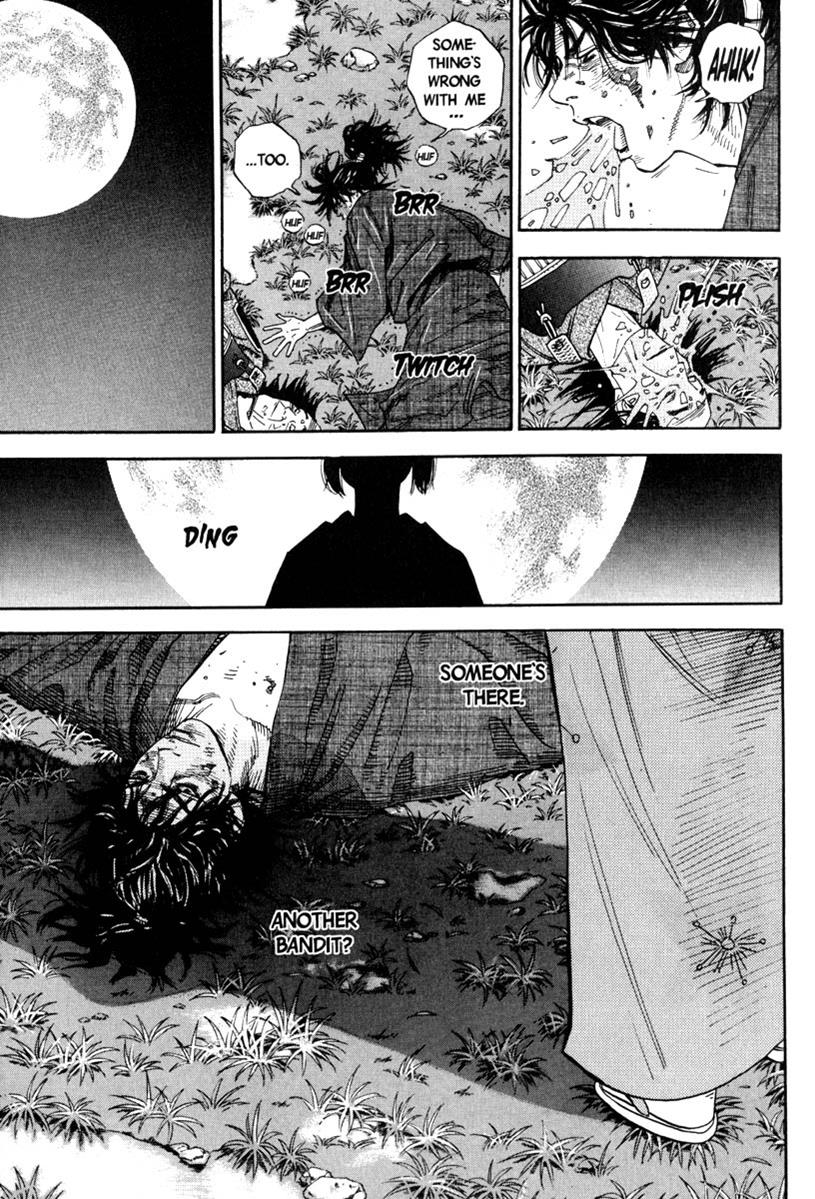 AHUK!
PLISH
SOME-
THING'S
WRONG
WITH ME
...
...TOO.
HUF
BRR
HUF
HUF
HUF
BRR
TWITCH
DING
SOMEONE'S
THERE.
ANOTHER
BANDIT?